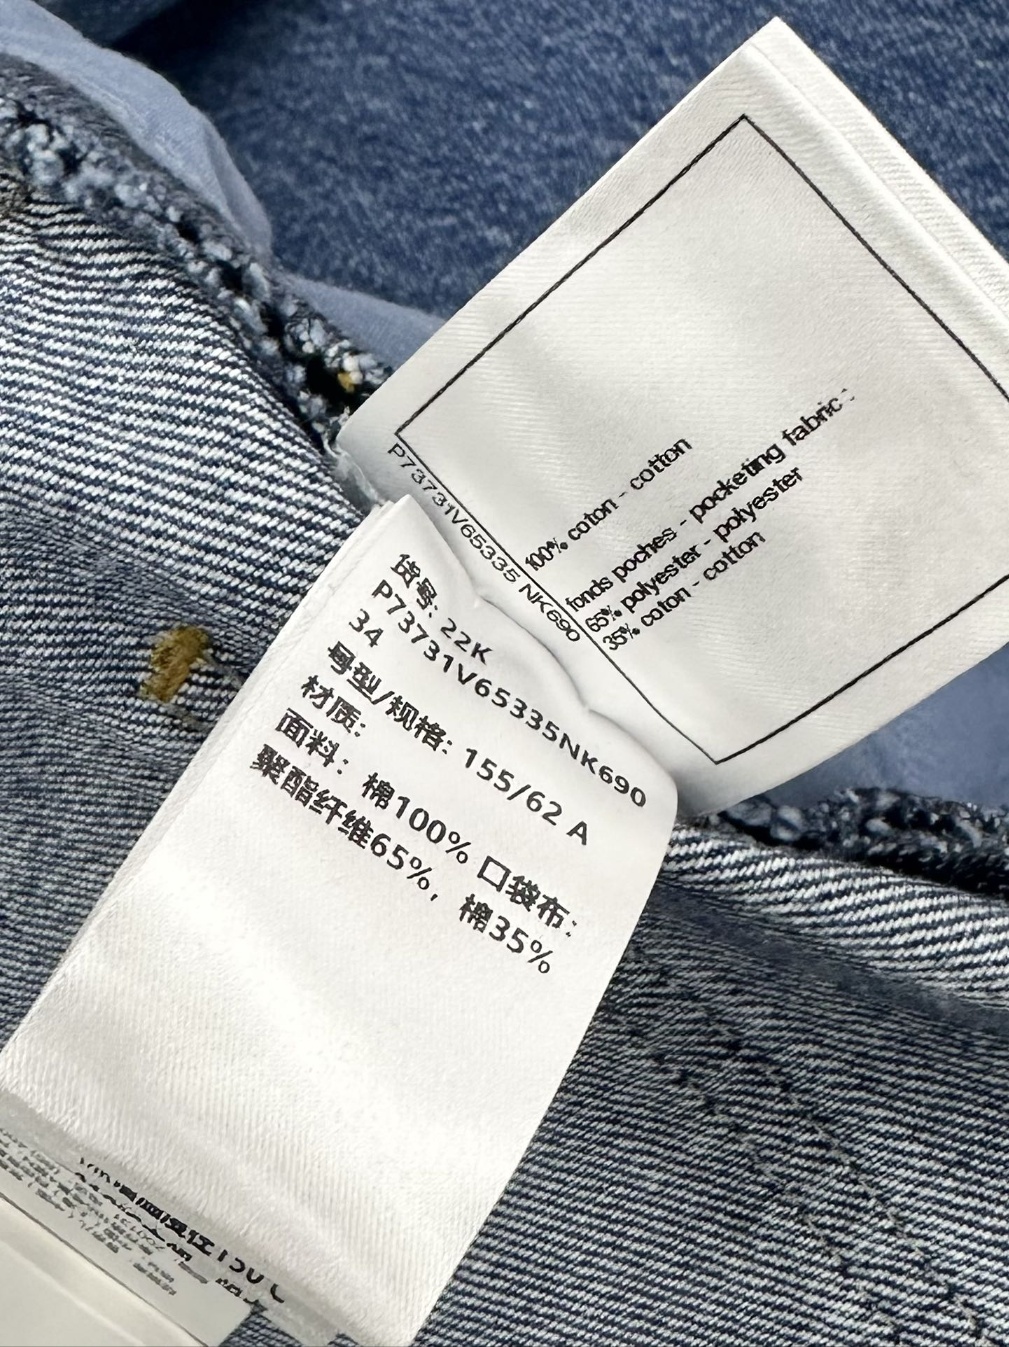 100% coton - cotton
fonds poches - pocketing fabric :
65% polyester - polyester
35% coton - cotton
P73731V65335 NK690
货号: 22K
P73731V65335NK690
34
号型/规格: 155/62 A
材质:
面料: 棉100% 口袋布:
聚酯纤维65%, 棉35%